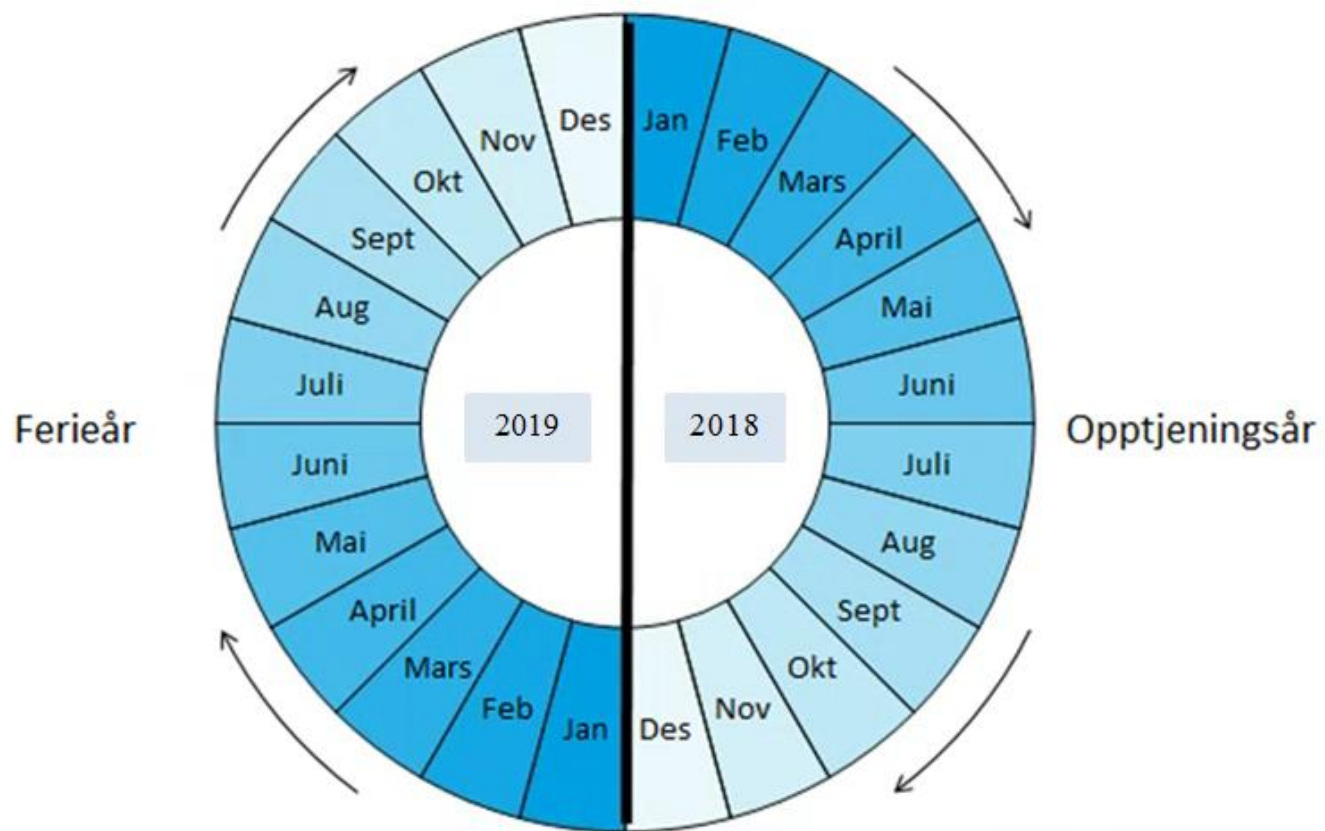 Jan
Feb
Mars
April
Mai
Juni
Juli
Aug
Sept
Okt
Nov
Des
2018
Opptjeningsår
Jan
Feb
Mars
April
Mai
Juni
Juli
Aug
Sept
Okt
Nov
Des
2019
Ferieår